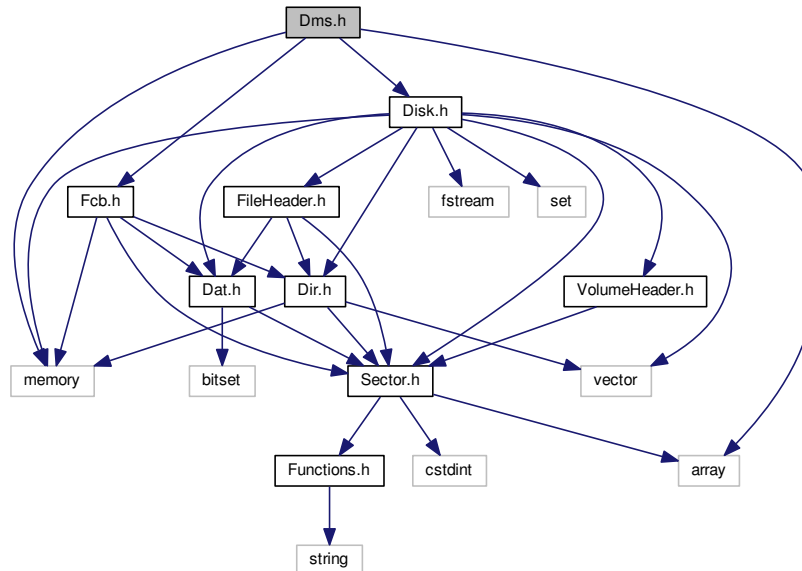 Dms.h
Disk.h
Fcb.h
FileHeader.h
fstream
set
Dat.h
Dir.h
VolumeHeader.h
memory
bitset
Sector.h
vector
Functions.h
cstdint
array
string